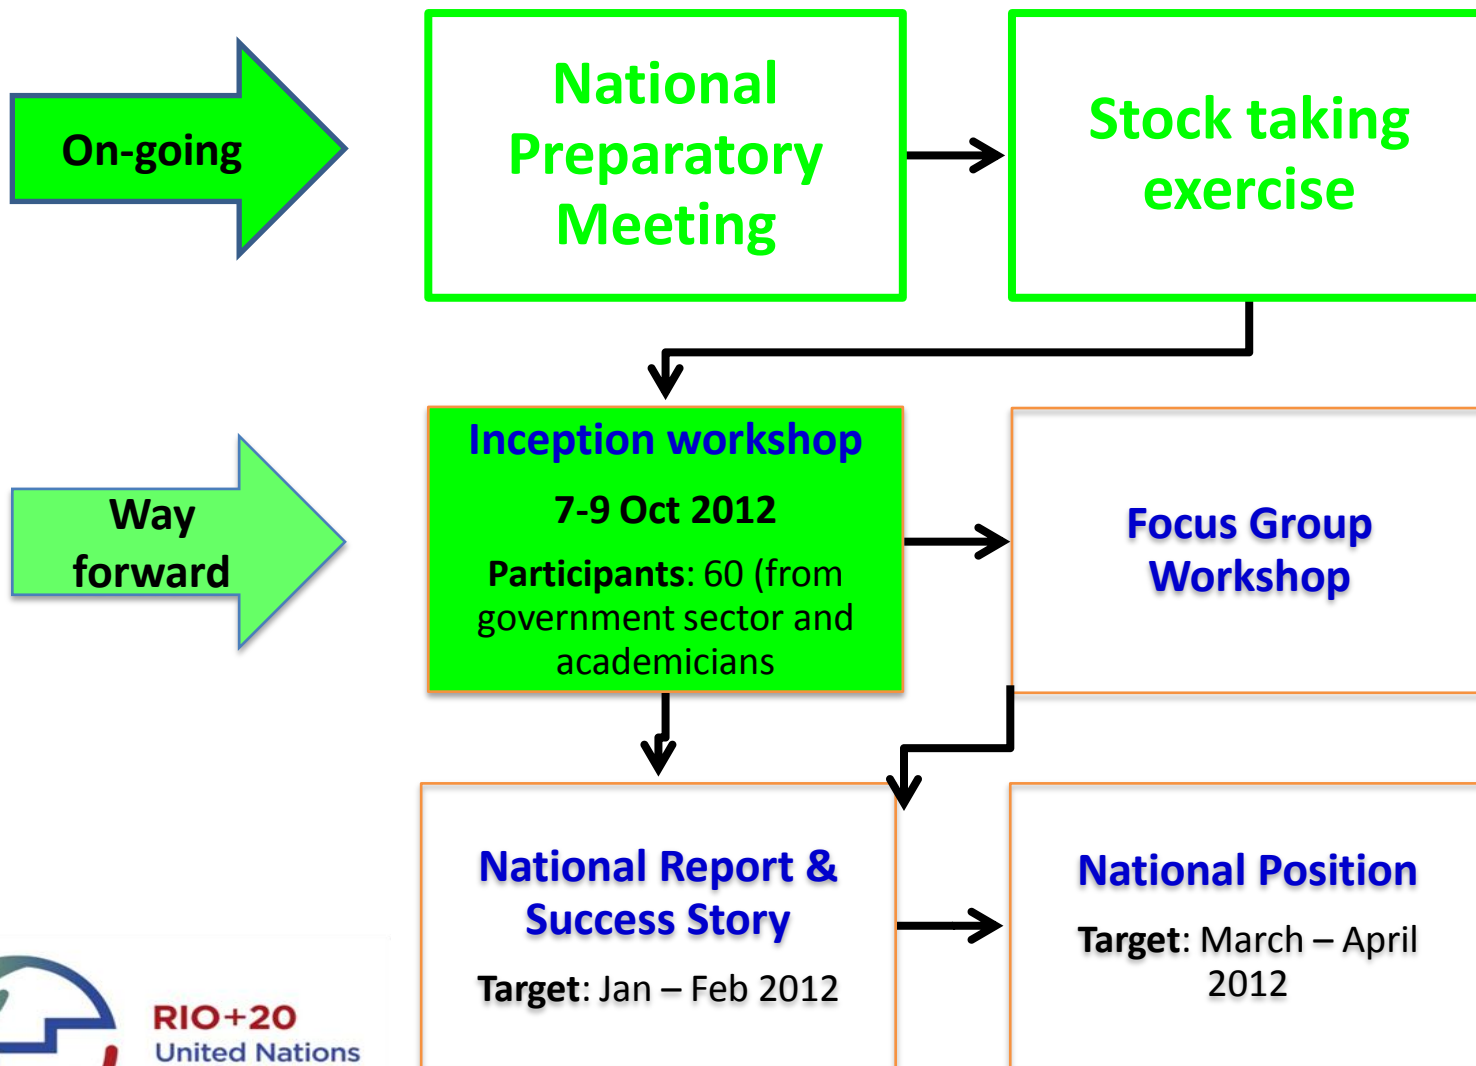 On-going
National
Preparatory
Meeting
Stock taking
exercise
Way
forward
Inception workshop
7-9 Oct 2012
Participants: 60 (from
government sector and
academicians
Focus Group
Workshop
National Report &
Success Story
Target: Jan – Feb 2012
National Position
Target: March – April
2012
RIO+20
United Nations